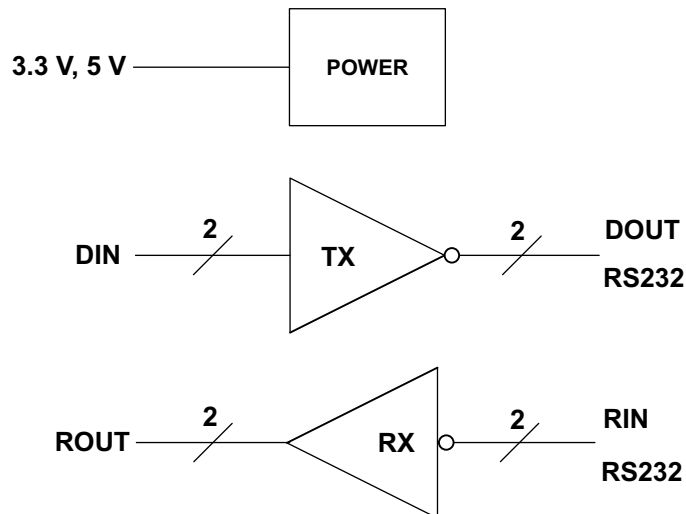 3.3 V, 5 V
POWER
DIN
2
TX
2
DOUT
RS232
ROUT
2
RX
2
RIN
RS232